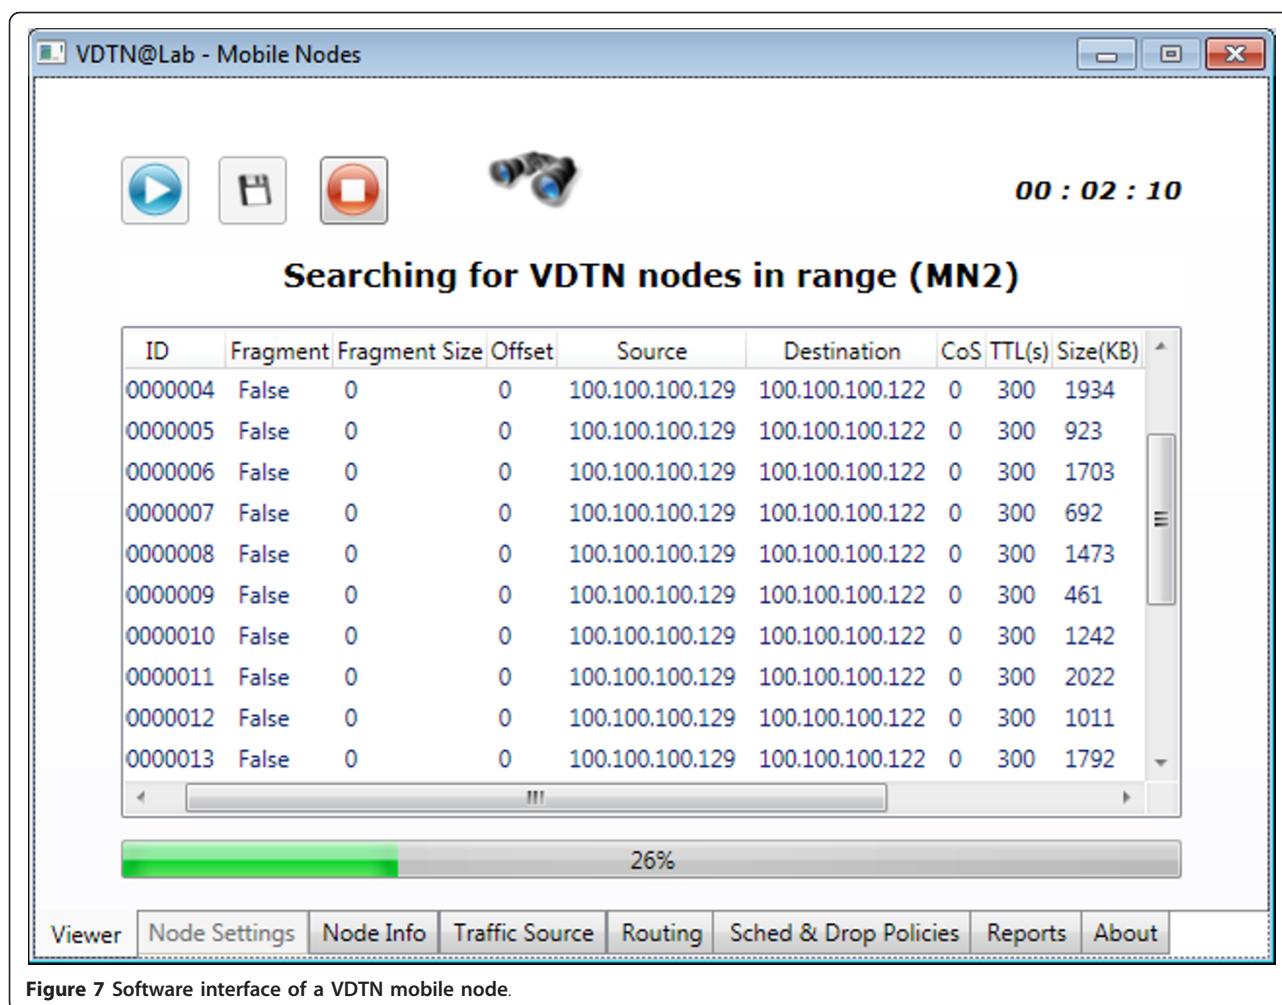 VDTN@Lab - Mobile Nodes
00 : 02 : 10
Searching for VDTN nodes in range (MN2)
ID Fragment Fragment Size Offset Source Destination CoS TTL(s) Size(KB)
0000004 False 0 0 100.100.100.129 100.100.100.122 0 300 1934
0000005 False 0 0 100.100.100.129 100.100.100.122 0 300 923
0000006 False 0 0 100.100.100.129 100.100.100.122 0 300 1703
0000007 False 0 0 100.100.100.129 100.100.100.122 0 300 692
0000008 False 0 0 100.100.100.129 100.100.100.122 0 300 1473
0000009 False 0 0 100.100.100.129 100.100.100.122 0 300 461
0000010 False 0 0 100.100.100.129 100.100.100.122 0 300 1242
0000011 False 0 0 100.100.100.129 100.100.100.122 0 300 2022
0000012 False 0 0 100.100.100.129 100.100.100.122 0 300 1011
0000013 False 0 0 100.100.100.129 100.100.100.122 0 300 1792
26%
Viewer Node Settings Node Info Traffic Source Routing Sched & Drop Policies Reports About
Figure 7 Software interface of a VDTN mobile node.